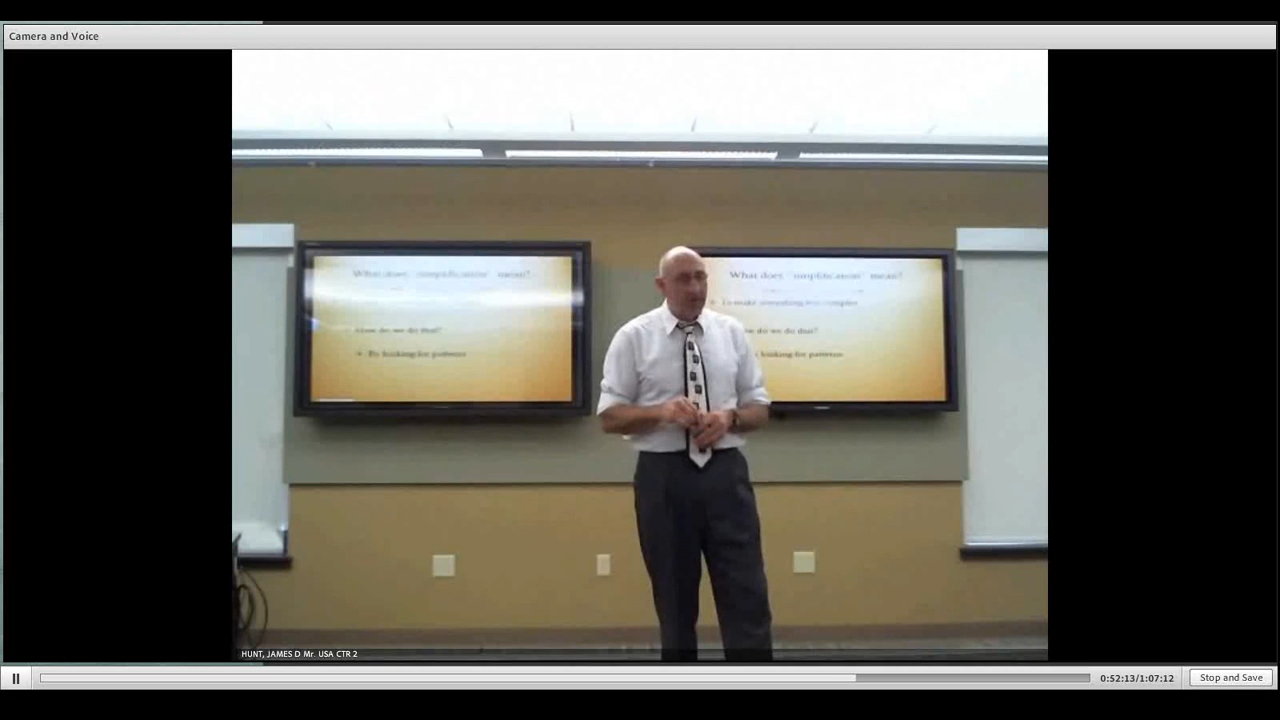 Camera and Voice
What does "simplification" mean?
How do we do that?
By looking for patterns
What does "simplification" mean?
To make something less complex
How do we do that?
looking for patterns
HUNT, JAMES D Mr. USA CTR 2
0:52:13/1:07:12
Stop and Save